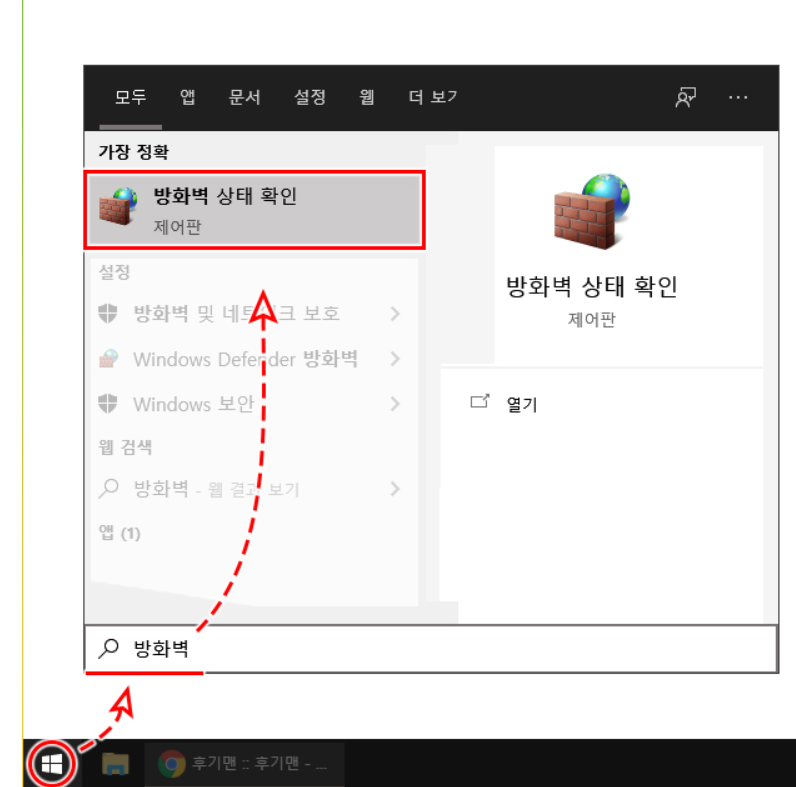 모두 앱 문서 설정 웹 더 보기
가장 정확
방화벽 상태 확인
제어판
설정
방화벽 및 네트워크 보호
Windows Defender 방화벽
Windows 보안
웹 검색
방화벽 - 웹 결과 보기
앱 (1)
방화벽 상태 확인
제어판
열기
방화벽
후기맨 :: 후기맨 - ...